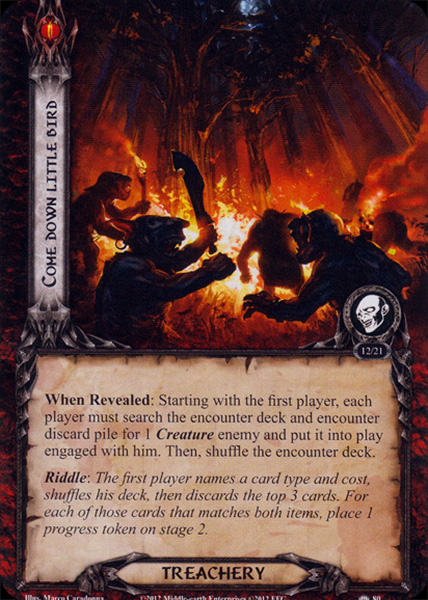 COME DOWN LITTLE BIRD
12/21
When Revealed: Starting with the first player, each
player must search the encounter deck and encounter
discard pile for 1 Creature enemy and put it into play
engaged with him. Then, shuffle the encounter deck.
Riddle: The first player names a card type and cost,
shuffles his deck, then discards the top 3 cards. For
each of those cards that matches both items, place 1
progress token on stage 2.
TREACHERY
Illus. Marco Caradonna ©2012 Middle-earth Enterprises ©2012 FFG 80